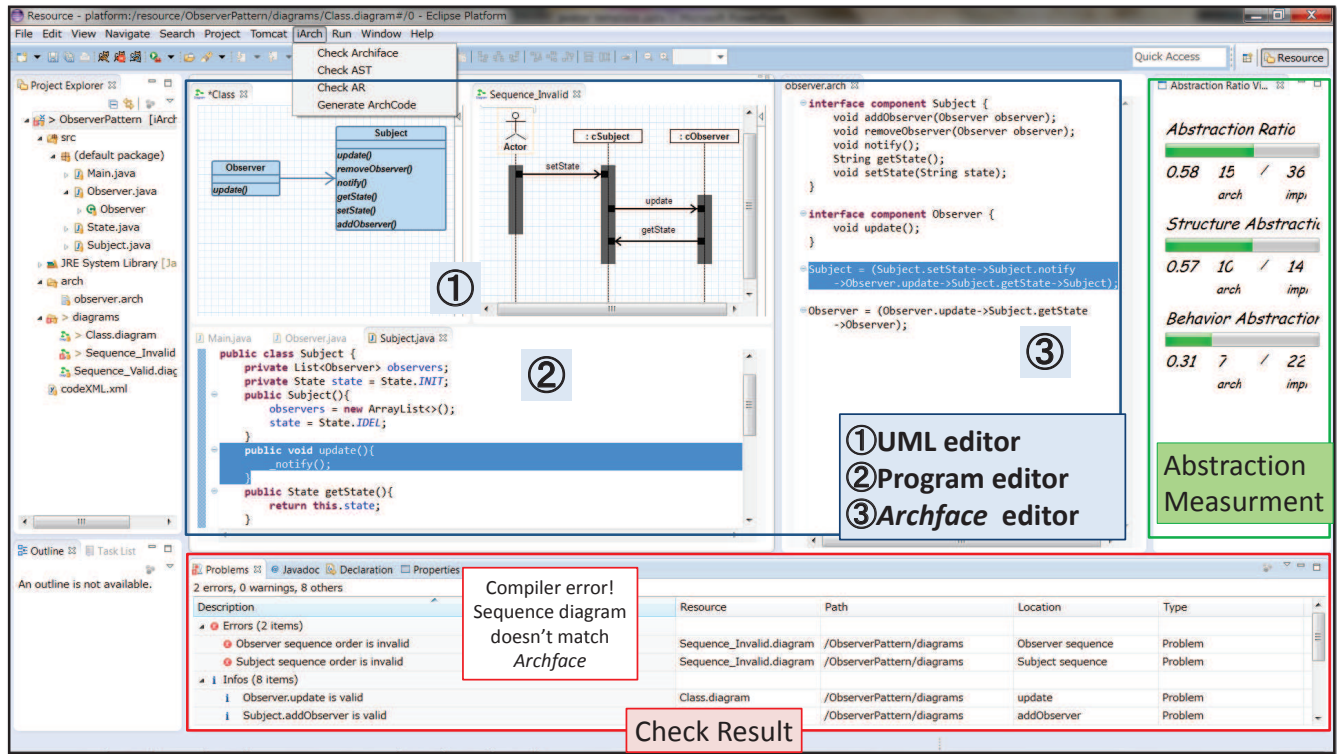 Resource - platform:/resource/ObserverPattern/diagrams/Class.diagram#/0 - Eclipse Platform
File Edit View Navigate Search Project Tomcat iArch Run Window Help
Check Archiface
Check AST
Check AR
Generate ArchCode
Quick Access
Resource
Project Explorer
> ObserverPattern [iArch
src
(default package)
Main.java
Observer.java
Observer
State.java
Subject.java
JRE System Library [Ja
arch
observer.arch
> diagrams
> Class.diagram
> Sequence_Invalid
Sequence_Valid.diag
codeXML.xml
*Class
Observer
update()
Subject
update()
removeObserver()
notify()
getState()
setState()
addObserver()
①
Sequence_Invalid
Actor
: cSubject
: cObserver
setState
update
getState
Main.java Observer.java Subject.java
public class Subject {
private List<Observer> observers;
private State state = State.INIT;
public Subject(){
observers = new ArrayList<>();
state = State.IDEL;
}
public void update(){
_notify();
}
public State getState(){
return this.state;
}
②
observer.arch
interface component Subject {
void addObserver(Observer observer);
void removeObserver(Observer observer);
void notify();
String getState();
void setState(String state);
}
interface component Observer {
void update();
}
Subject = (Subject.setState->Subject.notify
->Observer.update->Subject.getState->Subject);
Observer = (Observer.update->Subject.getState
->Observer);
③
①UML editor
②Program editor
③Archface editor
Abstraction Ratio Vi...
Abstraction Ratio
0.58 15 / 36
arch impl
Structure Abstractic
0.57 10 / 14
arch impl
Behavior Abstraction
0.31 7 / 22
arch impl
Abstraction
Measurment
Outline Task List
An outline is not available.
Problems Javadoc Declaration Properties
2 errors, 0 warnings, 8 others
Description Resource Path Location Type
Errors (2 items)
Observer sequence order is invalid Sequence_Invalid.diagram /ObserverPattern/diagrams Observer sequence Problem
Subject sequence order is invalid Sequence_Invalid.diagram /ObserverPattern/diagrams Subject sequence Problem
Infos (8 items)
Observer.update is valid Class.diagram /ObserverPattern/diagrams update Problem
Subject.addObserver is valid /ObserverPattern/diagrams addObserver Problem
Compiler error!
Sequence diagram
doesn't match
Archface
Check Result